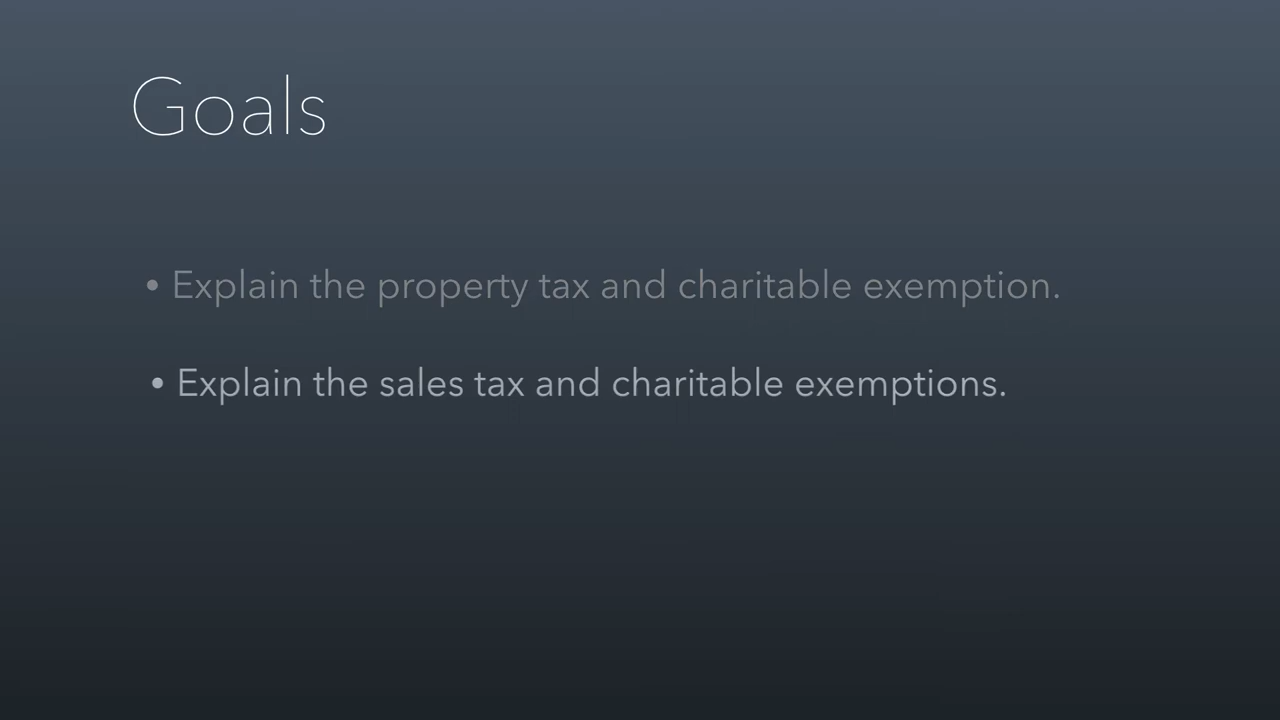 Goals
• Explain the property tax and charitable exemption.
• Explain the sales tax and charitable exemptions.